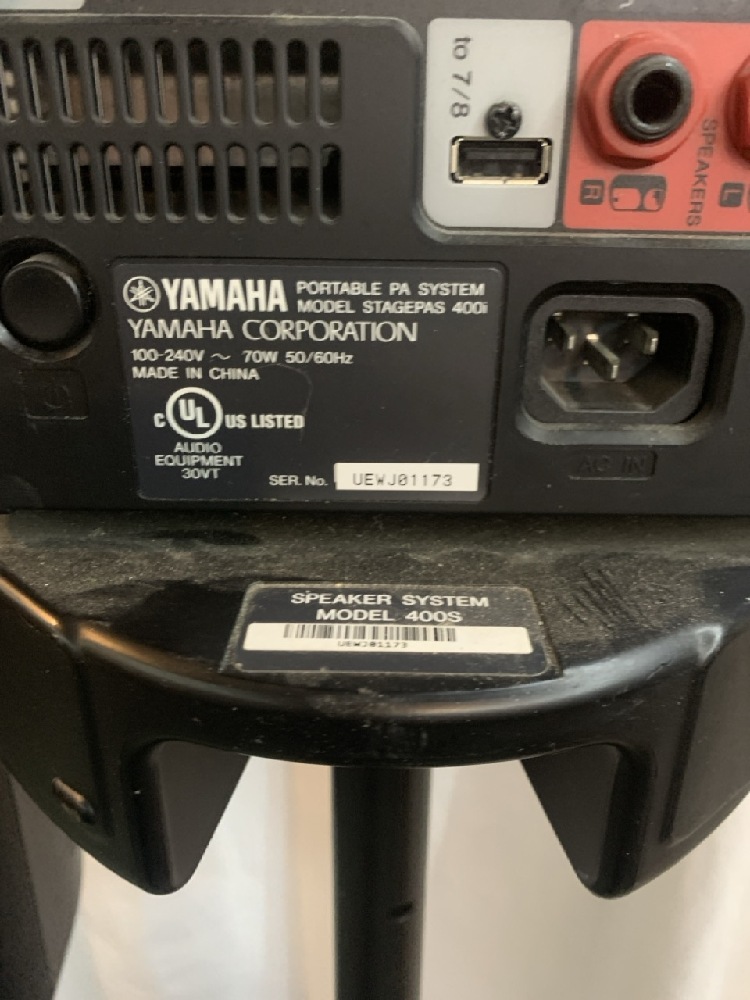 to 7/8
SPEAKERS
R
L
YAMAHA PORTABLE PA SYSTEM
MODEL STAGEPAS 400i
YAMAHA CORPORATION
100-240V ~ 70W 50/60Hz
MADE IN CHINA
c UL US LISTED
AUDIO
EQUIPMENT
30VT
SER. No. UEWJ01173
AC IN
SPEAKER SYSTEM
MODEL 400S
UEWJ01173